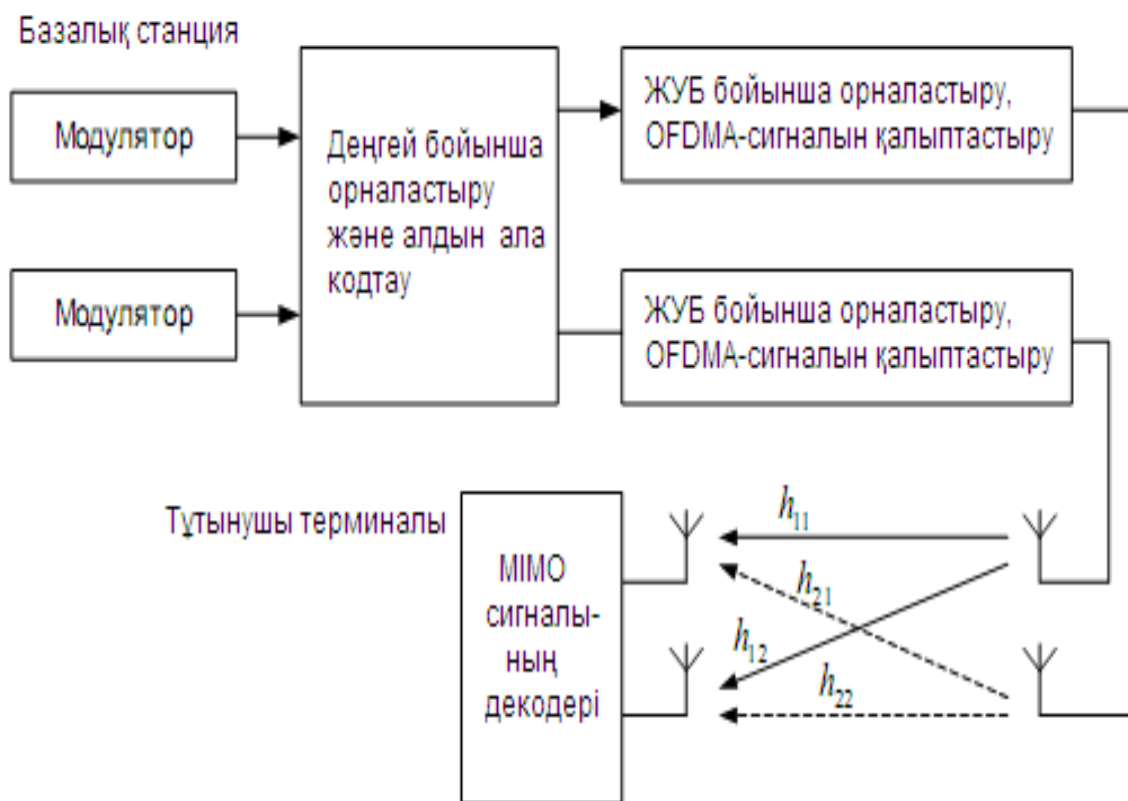 Базалық станция
Модулятор
Модулятор
Деңгей бойынша
орналастыру
және алдын ала
кодтау
ЖУБ бойынша орналастыру,
OFDMA-сигналын қалыптастыру
ЖУБ бойынша орналастыру,
OFDMA-сигналын қалыптастыру
Тұтынушы терминалы
MIMO
сигналы-
ның
декодері
h₁₁
h₂₁
h₁₂
h₂₂